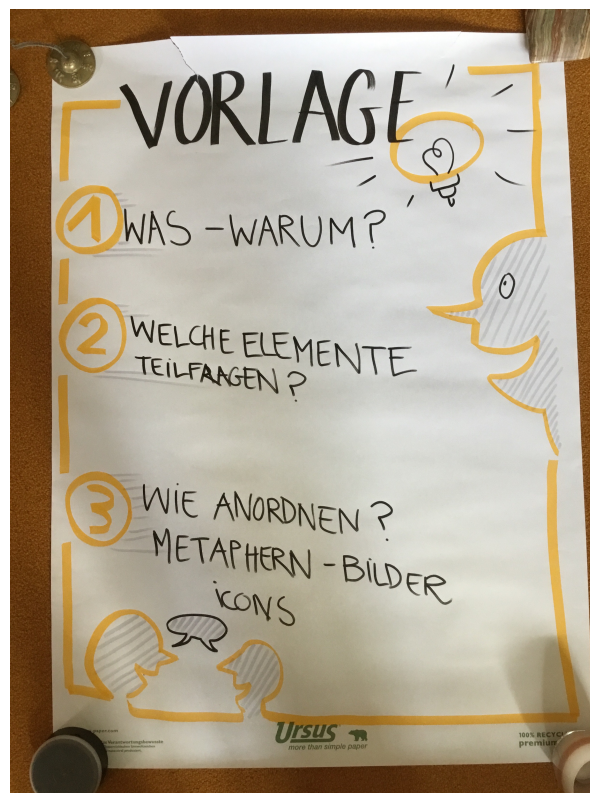 VORLAGE
1 WAS – WARUM?
2 WELCHE ELEMENTE
TEILFRAGEN?
3 WIE ANORDNEN?
METAPHERN – BILDER
ICONS
Ursus
more than simple paper
100% RECYC
premium